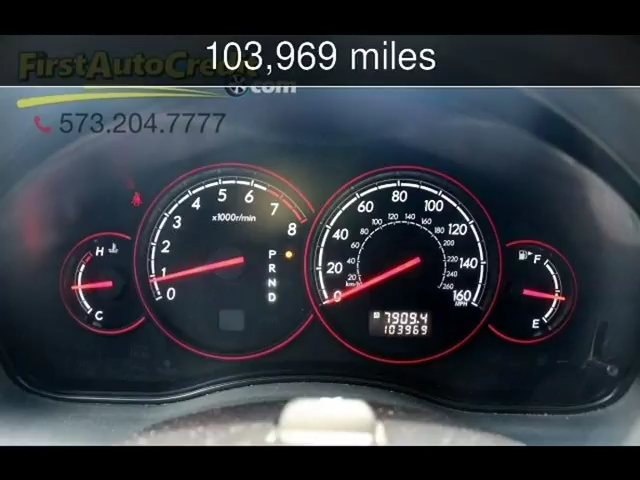 103,969 miles
FirstAutoCredit
.com
573.204.7777
0 1 2 3 4 5 6 7 8
x1000r/min
P
R
N
D
H
C
0 20 40 60 80 100 120 140 160
MPH
20 40 60 80 100 120 140 160 180 200 220 240 260
km/h
7909.4
103969
F
E